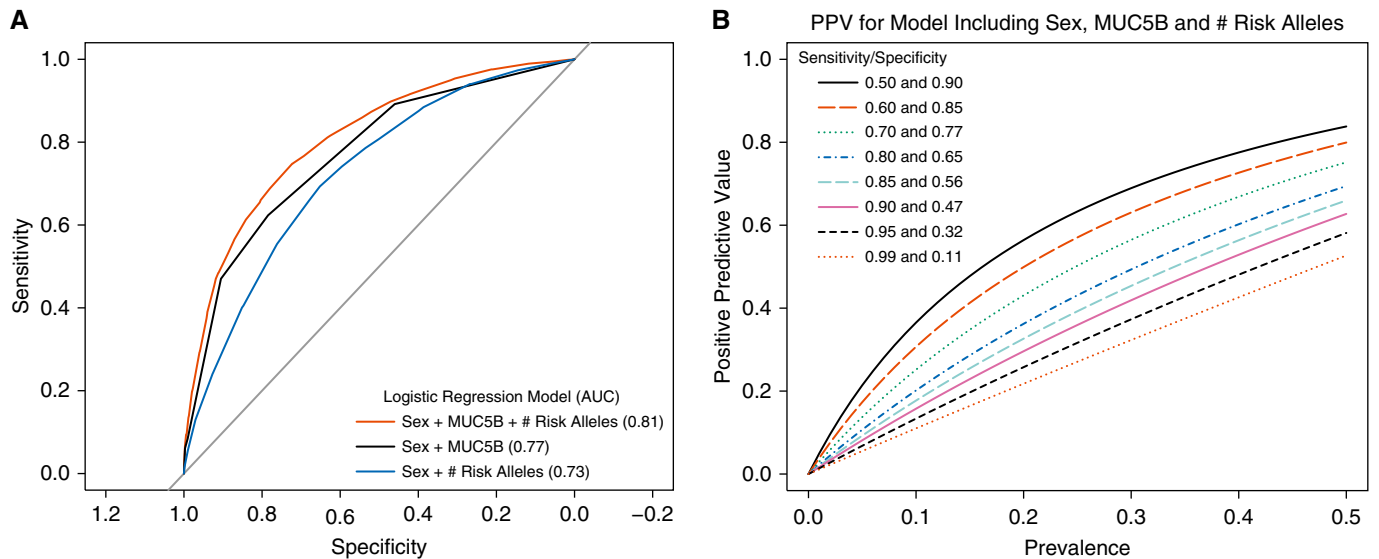 A
1.0
0.8
0.6
0.4
0.2
0.0
Sensitivity
Logistic Regression Model (AUC)
Sex + MUC5B + # Risk Alleles (0.81)
Sex + MUC5B (0.77)
Sex + # Risk Alleles (0.73)
1.2 1.0 0.8 0.6 0.4 0.2 0.0 −0.2
Specificity
B
PPV for Model Including Sex, MUC5B and # Risk Alleles
1.0
0.8
0.6
0.4
0.2
0.0
Positive Predictive Value
Sensitivity/Specificity
0.50 and 0.90
0.60 and 0.85
0.70 and 0.77
0.80 and 0.65
0.85 and 0.56
0.90 and 0.47
0.95 and 0.32
0.99 and 0.11
0.0 0.1 0.2 0.3 0.4 0.5
Prevalence